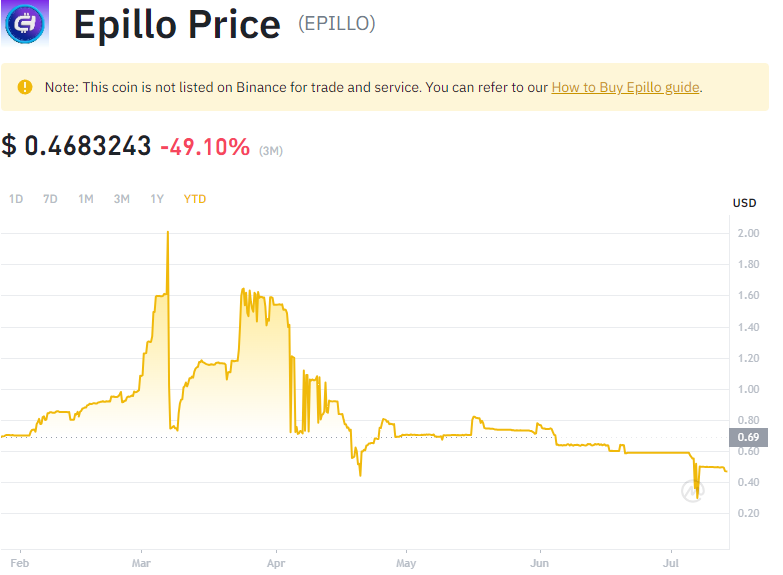 Epillo Price (EPILLO)
Note: This coin is not listed on Binance for trade and service. You can refer to our How to Buy Epillo guide.
$ 0.4683243 -49.10% (3M)
1D 7D 1M 3M 1Y YTD
USD
2.00
1.80
1.60
1.40
1.20
1.00
0.80
0.69
0.60
0.40
0.20
Feb Mar Apr May Jun Jul